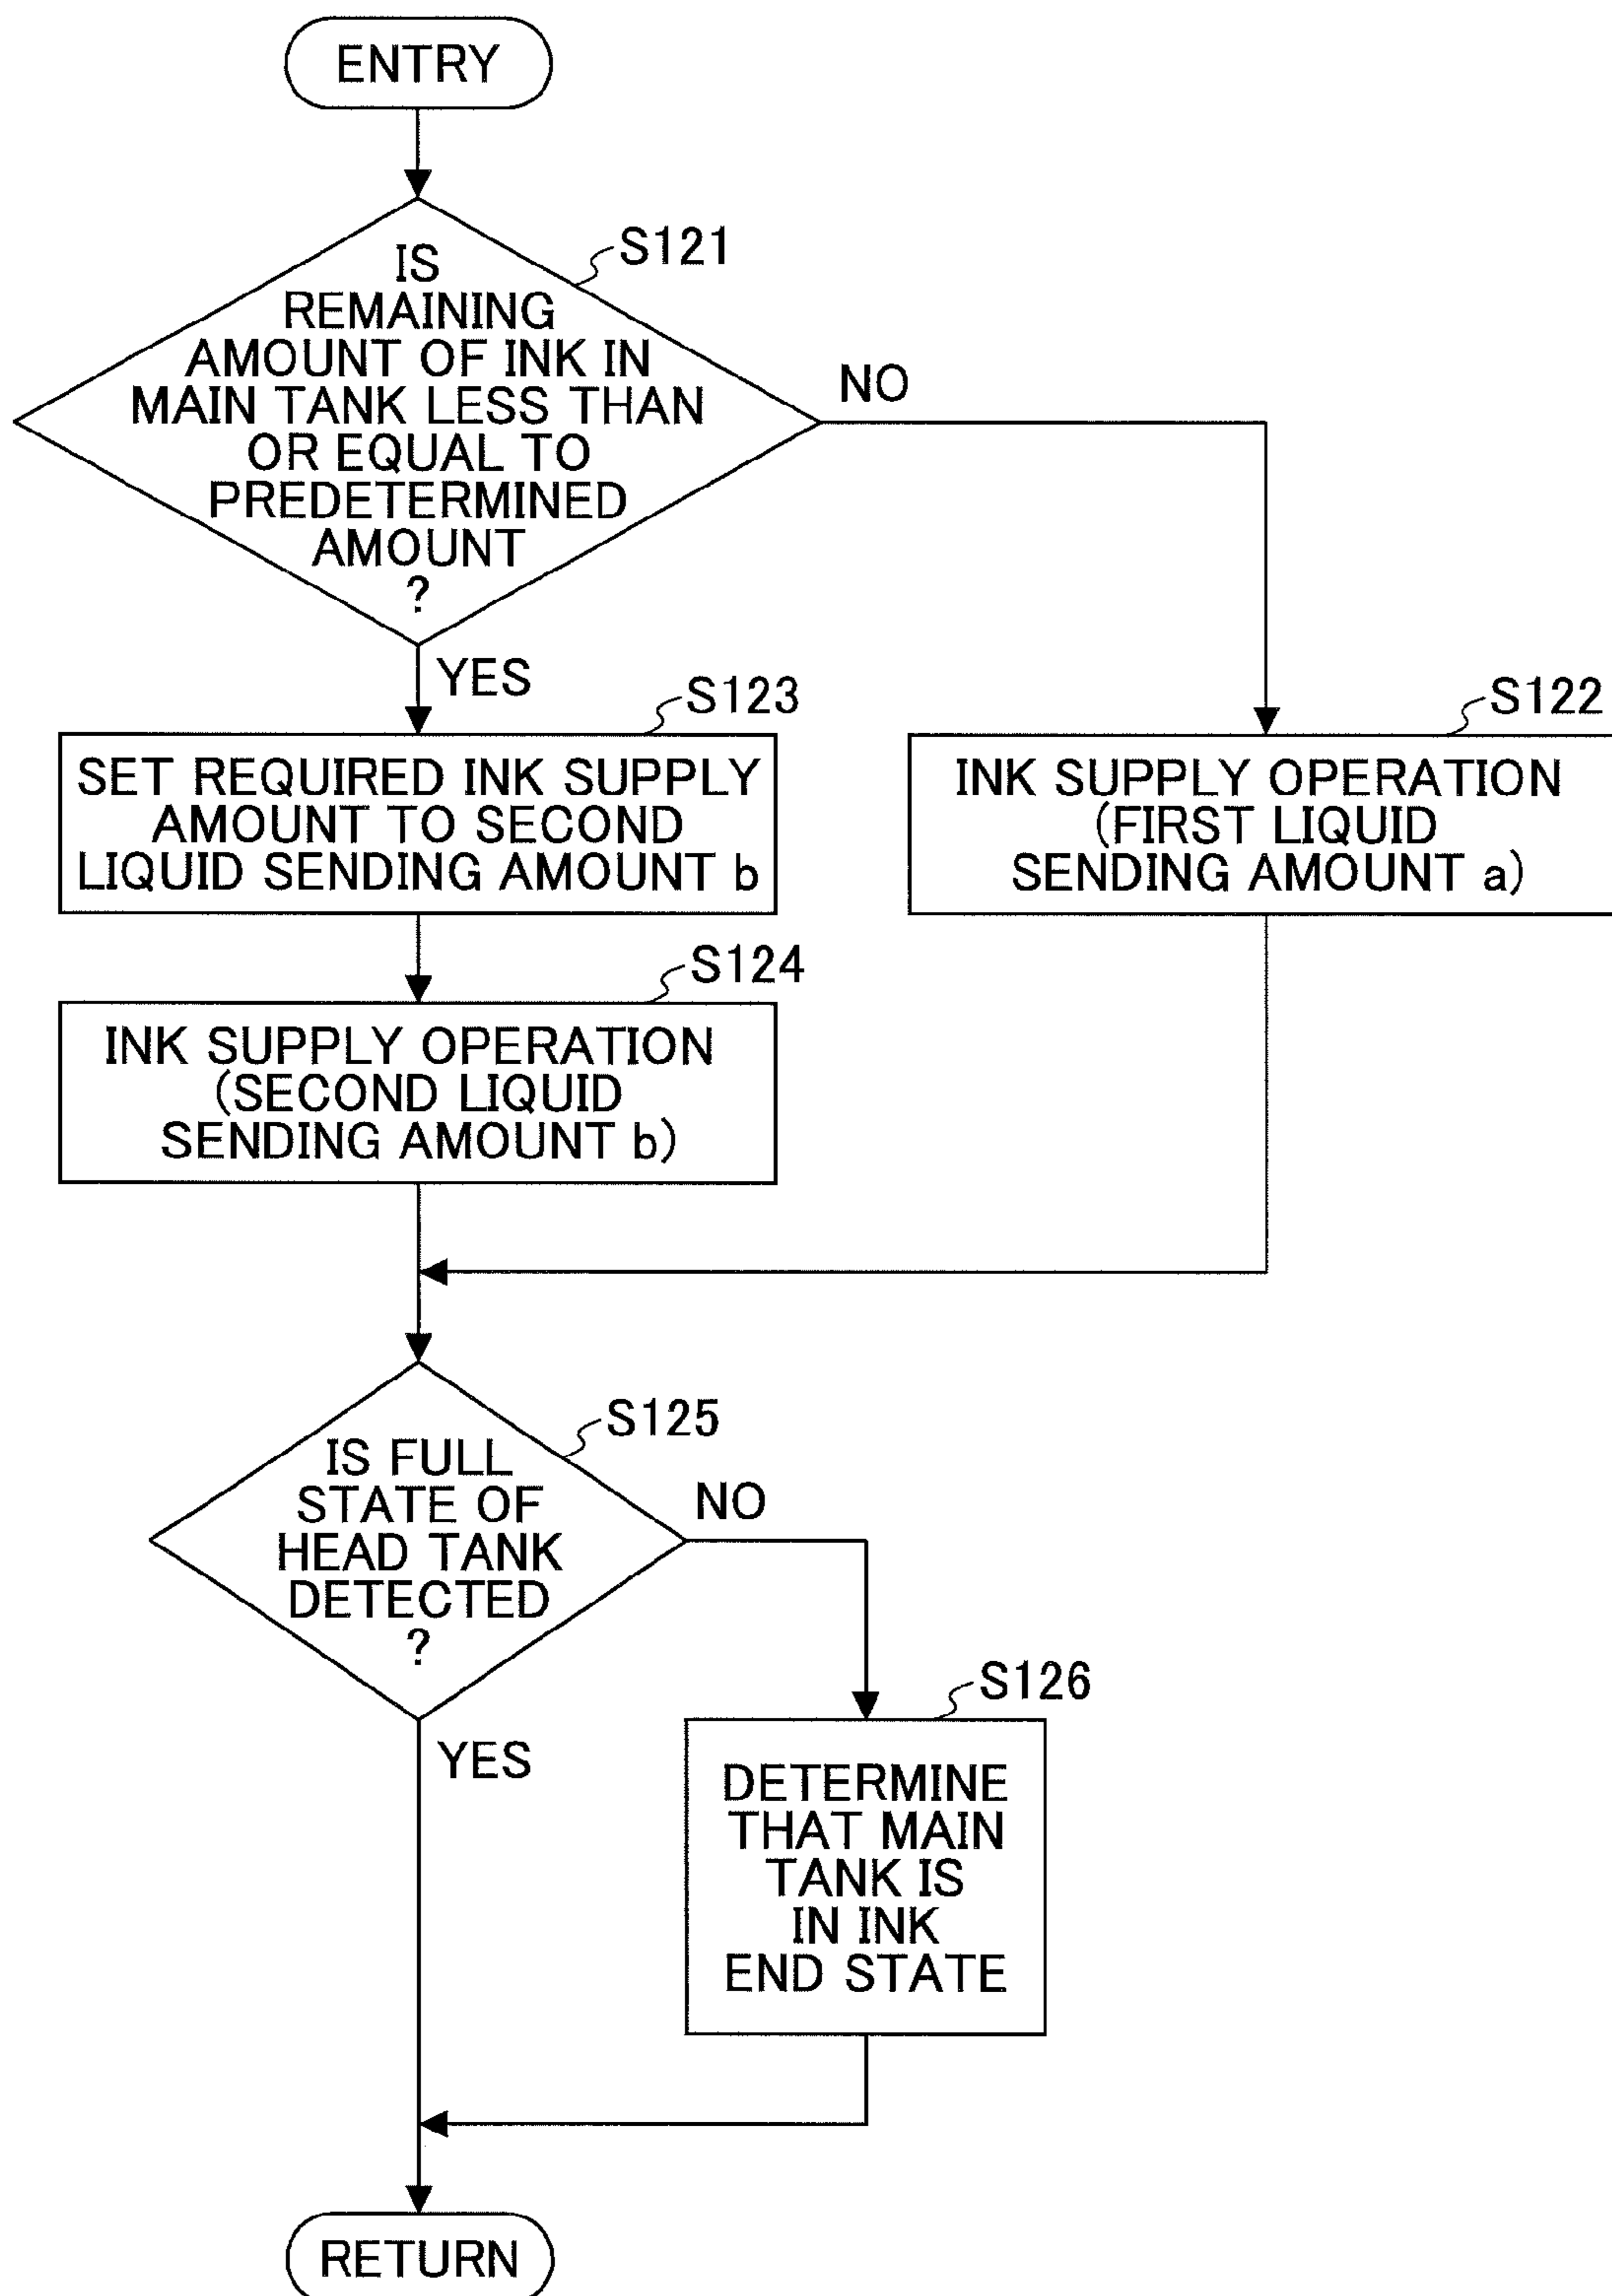 ENTRY
S121
IS
REMAINING
AMOUNT OF INK IN
MAIN TANK LESS THAN
OR EQUAL TO
PREDETERMINED
AMOUNT
?
NO
YES
S123
SET REQUIRED INK SUPPLY
AMOUNT TO SECOND
LIQUID SENDING AMOUNT b
S122
INK SUPPLY OPERATION
(FIRST LIQUID
SENDING AMOUNT a)
S124
INK SUPPLY OPERATION
(SECOND LIQUID
SENDING AMOUNT b)
S125
IS FULL
STATE OF
HEAD TANK
DETECTED
?
NO
YES
S126
DETERMINE
THAT MAIN
TANK IS
IN INK
END STATE
RETURN